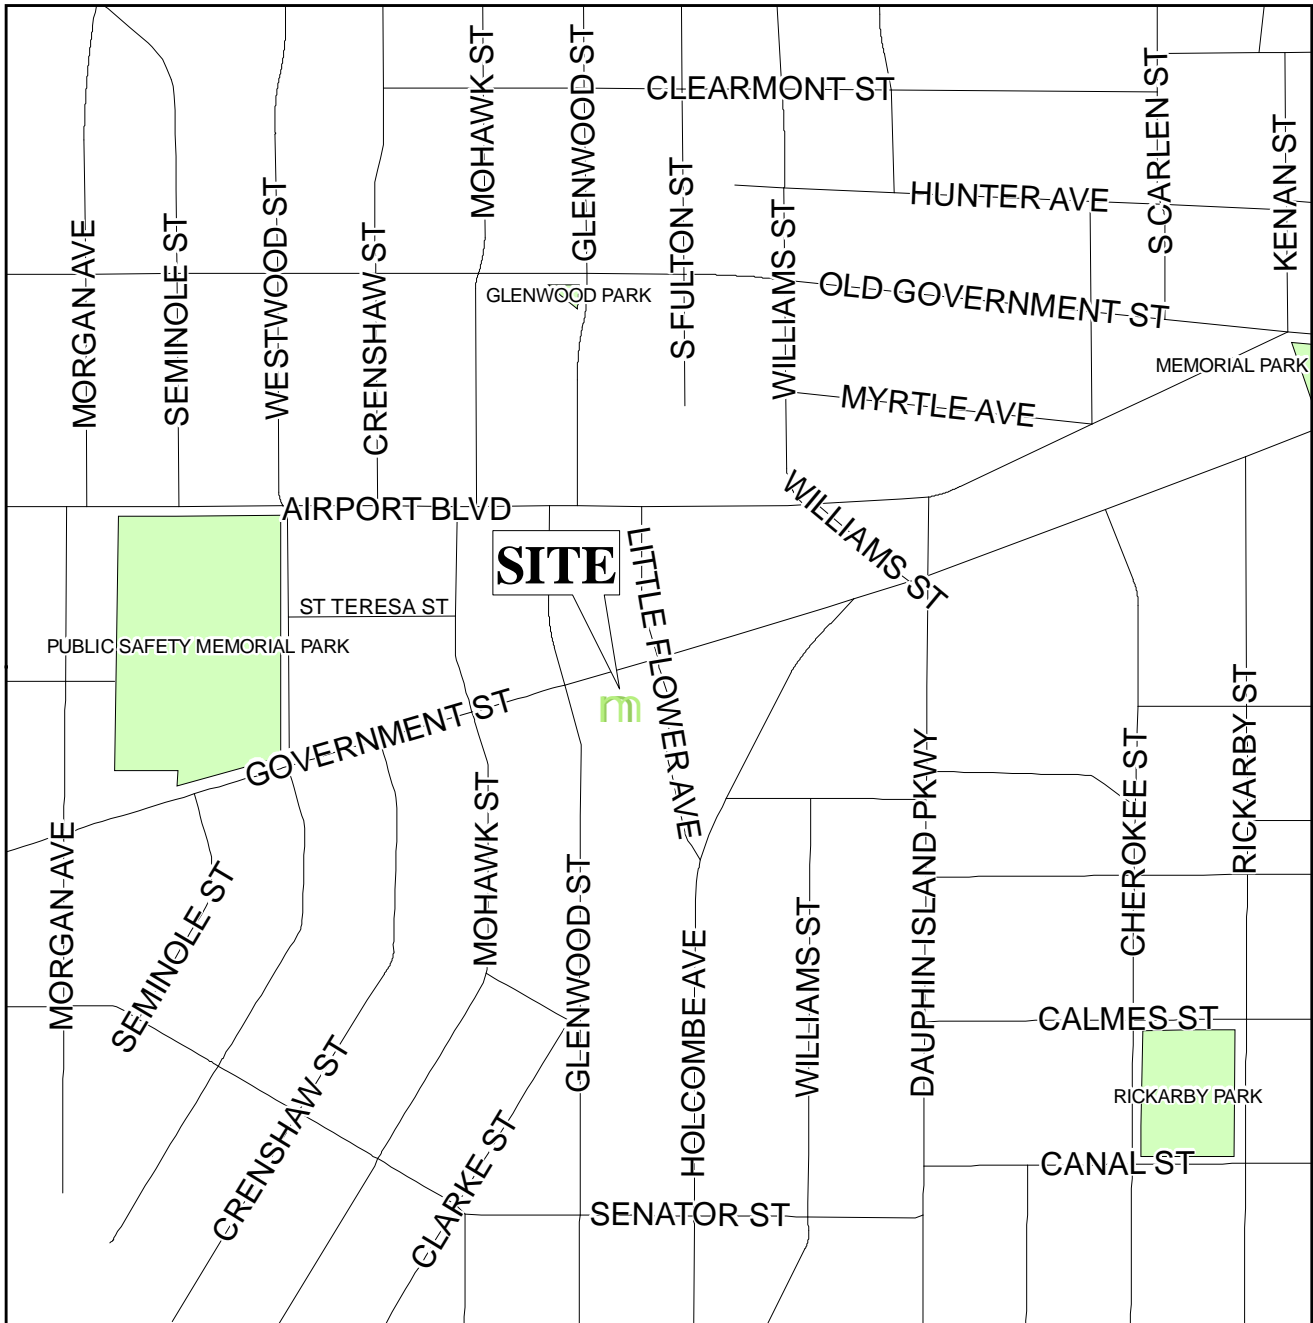 MOHAWK ST
GLENWOOD ST
CLEARMONT ST
S CARLEN ST
KENAN ST
S FULTON ST
HUNTER AVE
WESTWOOD ST
WILLIAMS ST
MORGAN AVE
SEMINOLE ST
CRENSHAW ST
GLENWOOD PARK
OLD GOVERNMENT ST
MEMORIAL PARK
MYRTLE AVE
AIRPORT BLVD
WILLIAMS ST
SITE
LITTLE FLOWER AVE
ST TERESA ST
PUBLIC SAFETY MEMORIAL PARK
GOVERNMENT ST
m
RICKARBY ST
DAUPHIN ISLAND PKWY
CHEROKEE ST
MOHAWK ST
MORGAN AVE
GLENWOOD ST
SEMINOLE ST
HOLCOMBE AVE
WILLIAMS ST
CALMES ST
CRENSHAW ST
RICKARBY PARK
CLARKE ST
CANAL ST
SENATOR ST